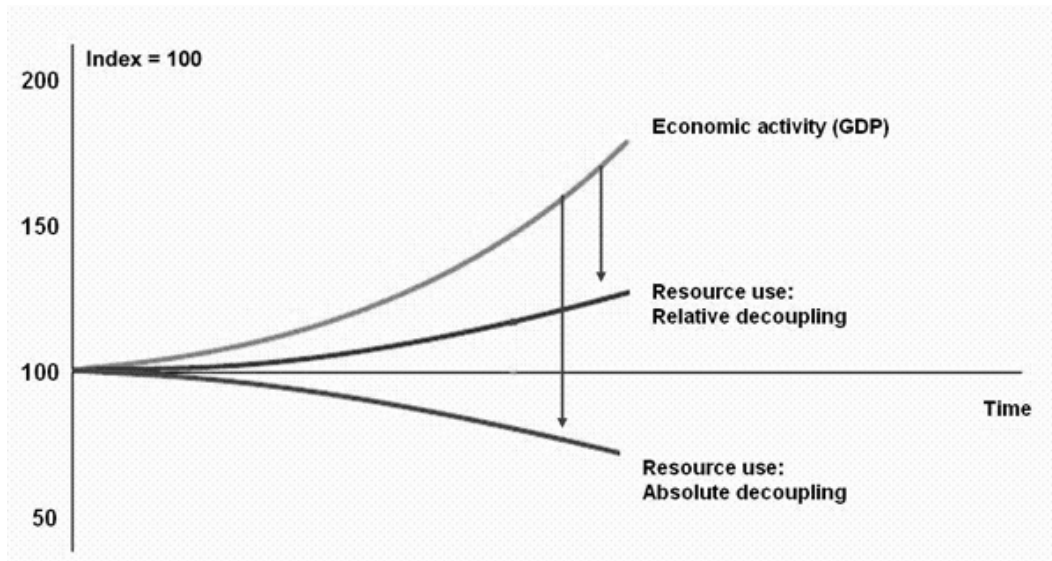 Index = 100
200
Economic activity (GDP)
150
Resource use:
Relative decoupling
100
Time
Resource use:
Absolute decoupling
50